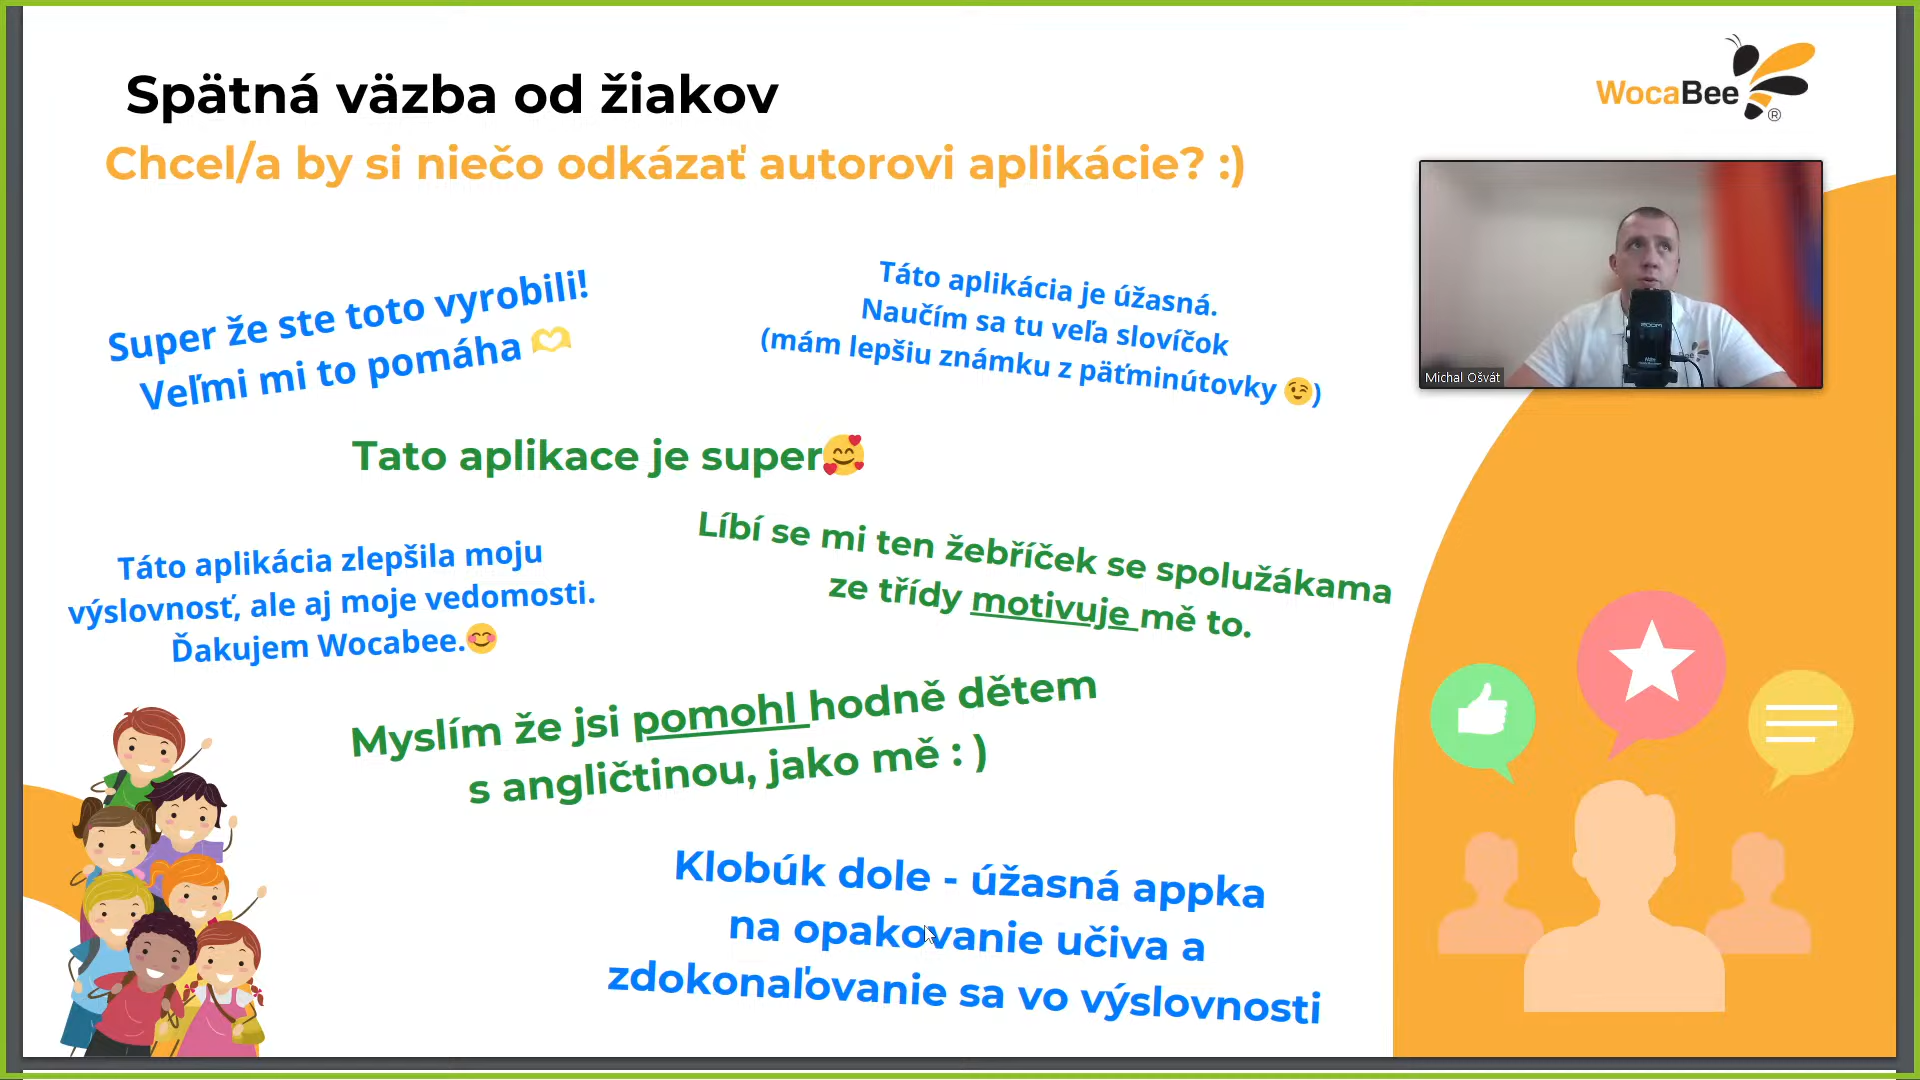 Spätná väzba od žiakov
WocaBee
®
Chcel/a by si niečo odkázať autorovi aplikácie? :)
Super že ste toto vyrobili!
Veľmi mi to pomáha 🫶
Táto aplikácia je úžasná.
Naučím sa tu veľa slovíčok
(mám lepšiu známku z päťminútovky 😉)
Michal Ošvát
Tato aplikace je super🥰
Líbí se mi ten žebříček se spolužákama
ze třídy motivuje mě to.
Táto aplikácia zlepšila moju
výslovnosť, ale aj moje vedomosti.
Ďakujem Wocabee.😊
Myslím že jsi pomohl hodně dětem
s angličtinou, jako mě : )
Klobúk dole - úžasná appka
na opakovanie učiva a
zdokonaľovanie sa vo výslovnosti